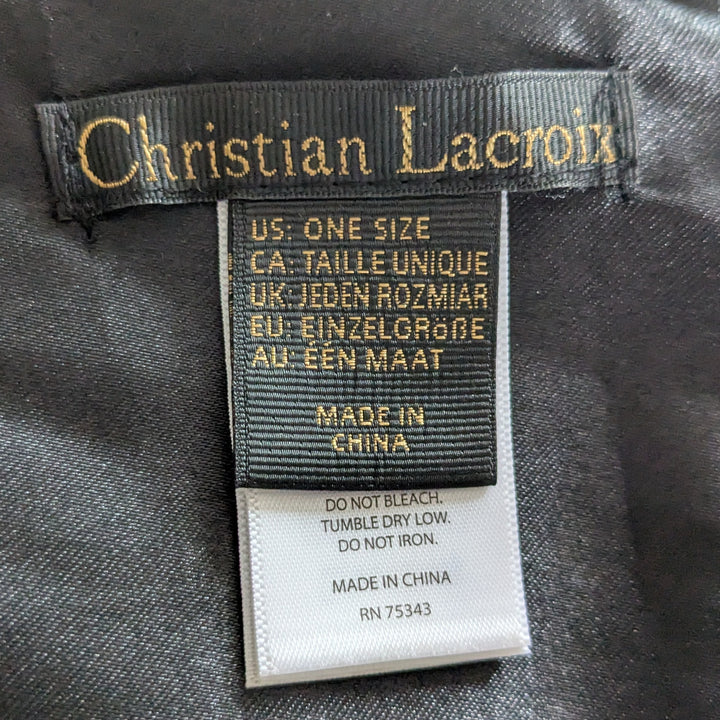 Christian Lacroix
US: ONE SIZE
CA: TAILLE UNIQUE
UK: JEDEN ROZMIAR
EU: EINZELGRÖßE
AU: ÉÉN MAAT
MADE IN
CHINA
DO NOT BLEACH.
TUMBLE DRY LOW.
DO NOT IRON.
MADE IN CHINA
RN 75343